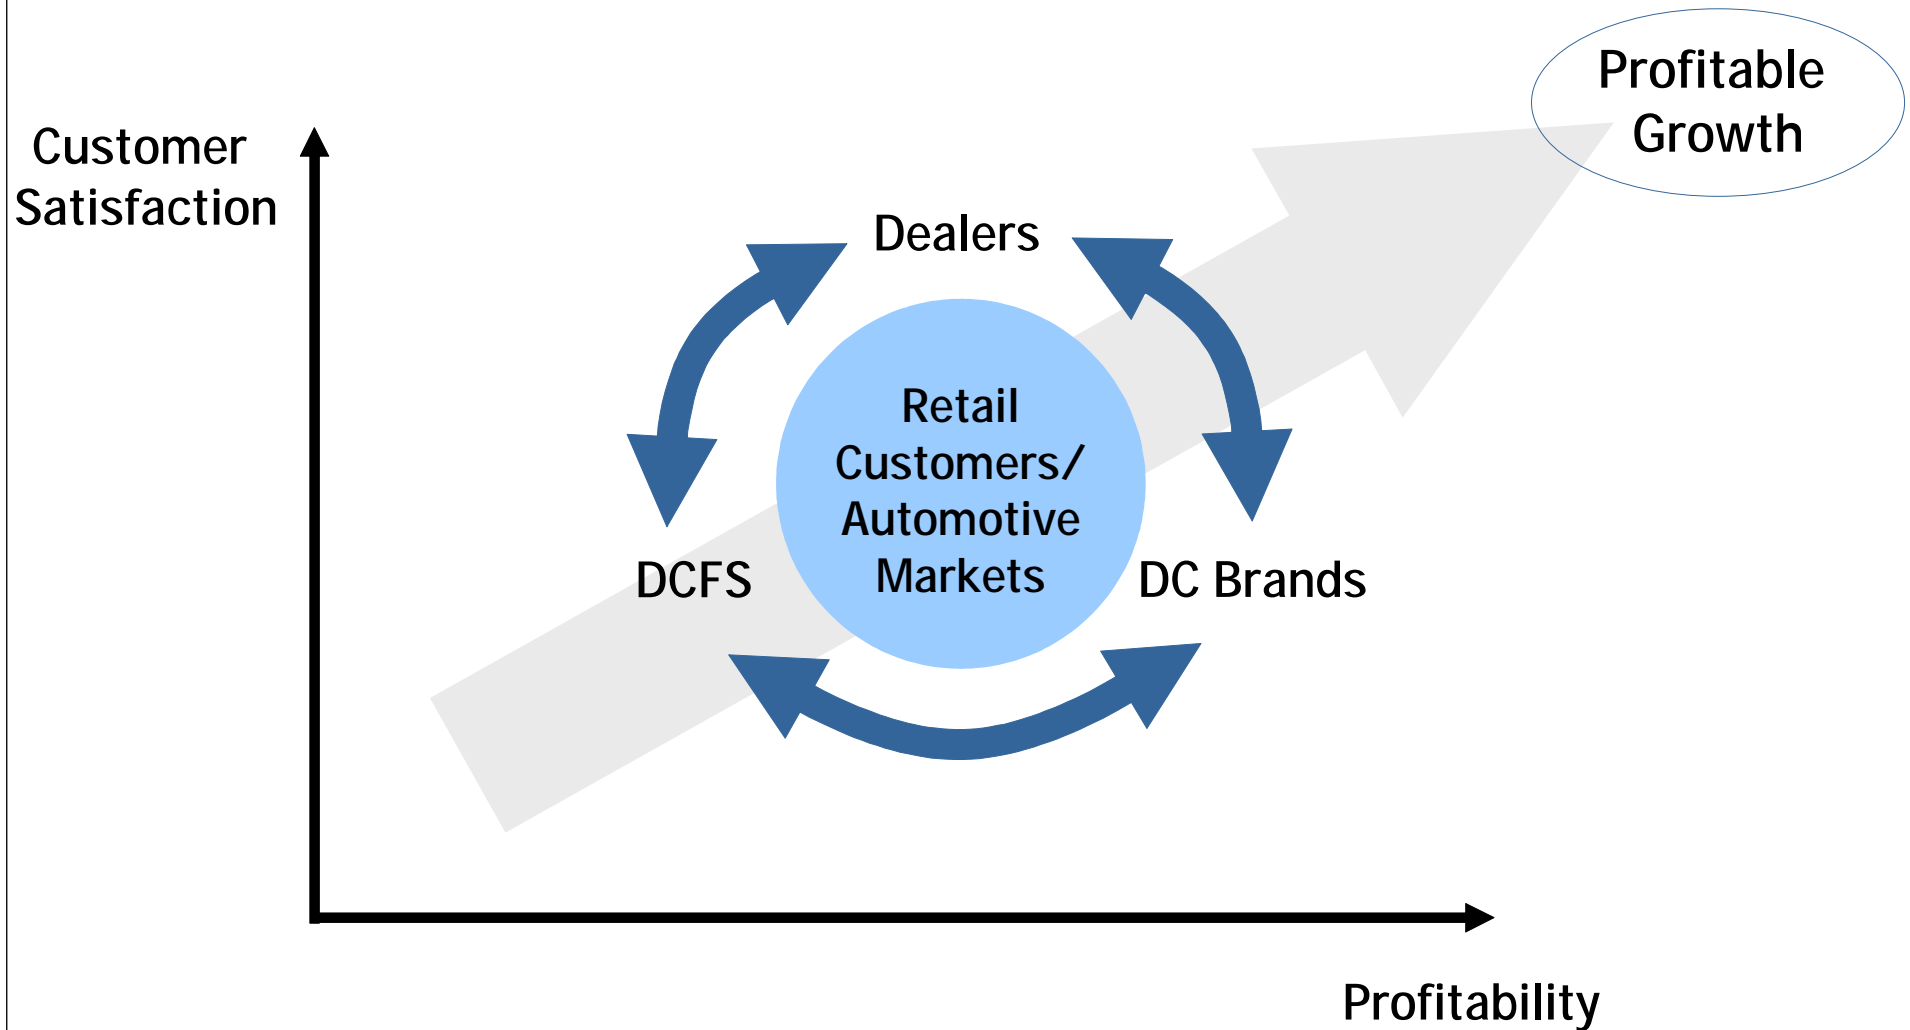 Profitable
Growth
Customer
Satisfaction
Dealers
Retail
Customers/
Automotive
Markets
DCFS
DC Brands
Profitability